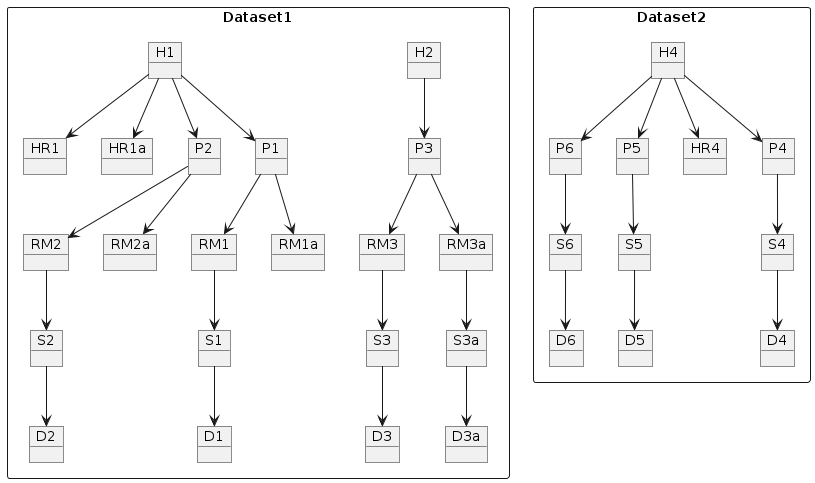 Dataset1
Dataset2
H1
H2
H4
HR1
HR1a
P2
P1
P3
P6
P5
HR4
P4
RM2
RM2a
RM1
RM1a
RM3
RM3a
S6
S5
S4
S2
S1
S3
S3a
D6
D5
D4
D2
D1
D3
D3a